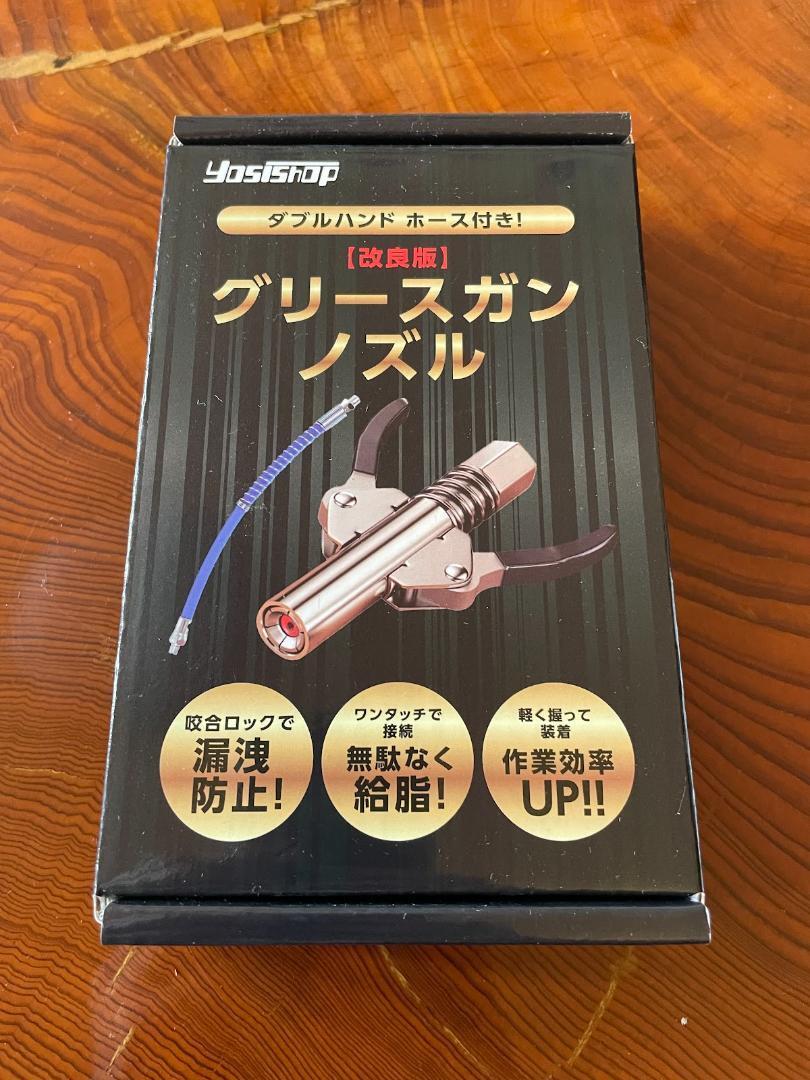 YosiShop
ダブルハンド ホース付き!
【改良版】
グリースガン
ノズル
咬合ロックで
漏洩
防止!
ワンタッチで
接続
無駄なく
給脂!
軽く握って
装着
作業効率
UP!!